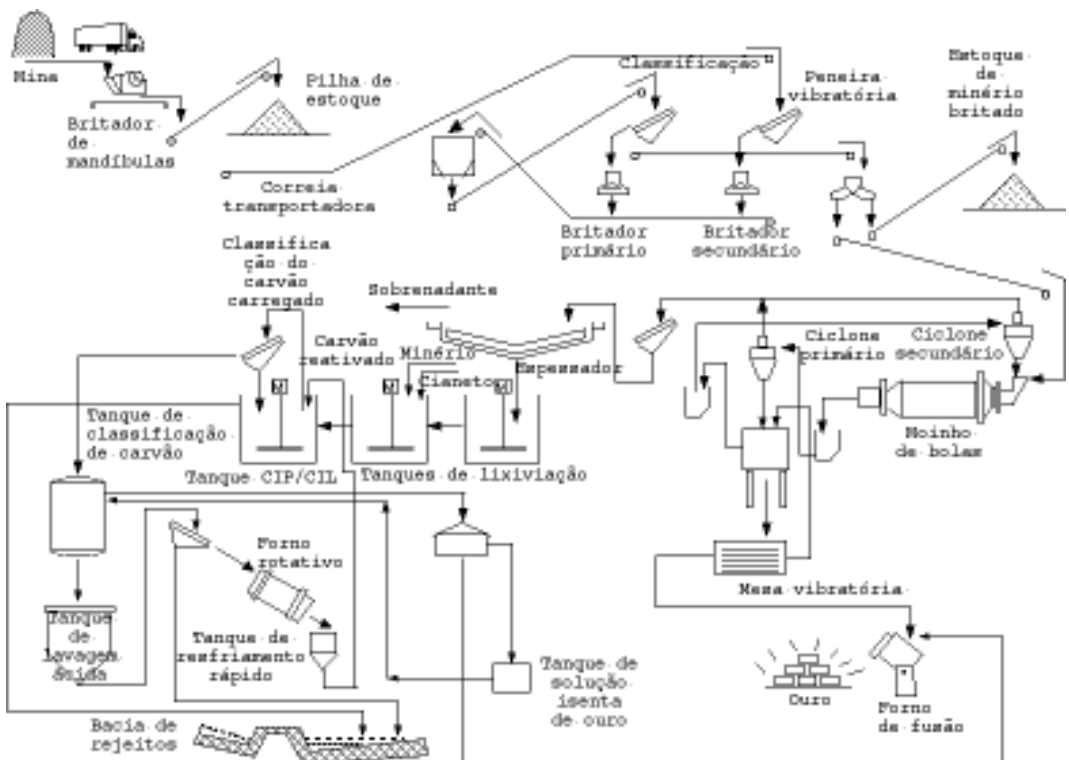 Mina
Britador
de
mandíbulas
Pilha de
estoque
Correia
transportadora
Classificação
Peneira
vibratória
Estoque
de
minério
britado
Britador
primário
Britador
secundário
Classifica
ção do
carvão
carregado
Sobrenadante
Carvão
reativado
Minério
Cianeto
Espessador
Ciclone
primário
Ciclone
secundário
Moinho
de bolas
Tanque de
classificação
de carvão
Tanque CIP/CIL
Tanques de lixiviação
M
M
M
Forno
rotativo
Mesa vibratória
Tanque
de
lavagem
ácida
Tanque de
resfriamento
rápido
Tanque de
solução
isenta
de ouro
Ouro
Forno
de fusão
Bacia de
rejeitos